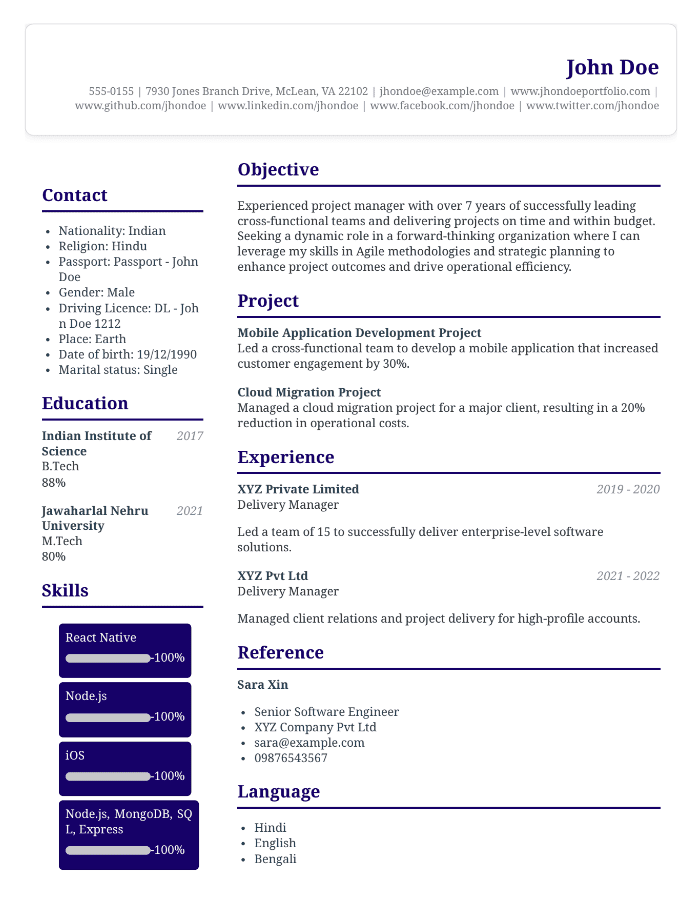 John Doe
555-0155 | 7930 Jones Branch Drive, McLean, VA 22102 | jhondoe@example.com | www.jhondoeportfolio.com |
www.github.com/jhondoe | www.linkedin.com/jhondoe | www.facebook.com/jhondoe | www.twitter.com/jhondoe
Contact
• Nationality: Indian
• Religion: Hindu
• Passport: Passport - John
Doe
• Gender: Male
• Driving Licence: DL - Joh
n Doe 1212
• Place: Earth
• Date of birth: 19/12/1990
• Marital status: Single
Education
Indian Institute of 2017
Science
B.Tech
88%
Jawaharlal Nehru 2021
University
M.Tech
80%
Skills
React Native
-100%
Node.js
-100%
iOS
-100%
Node.js, MongoDB, SQ
L, Express
-100%
Objective
Experienced project manager with over 7 years of successfully leading
cross-functional teams and delivering projects on time and within budget.
Seeking a dynamic role in a forward-thinking organization where I can
leverage my skills in Agile methodologies and strategic planning to
enhance project outcomes and drive operational efficiency.
Project
Mobile Application Development Project
Led a cross-functional team to develop a mobile application that increased
customer engagement by 30%.
Cloud Migration Project
Managed a cloud migration project for a major client, resulting in a 20%
reduction in operational costs.
Experience
XYZ Private Limited 2019 - 2020
Delivery Manager
Led a team of 15 to successfully deliver enterprise-level software
solutions.
XYZ Pvt Ltd 2021 - 2022
Delivery Manager
Managed client relations and project delivery for high-profile accounts.
Reference
Sara Xin
• Senior Software Engineer
• XYZ Company Pvt Ltd
• sara@example.com
• 09876543567
Language
• Hindi
• English
• Bengali